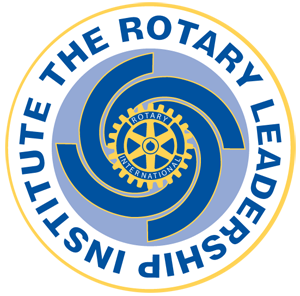 THE ROTARY LEADERSHIP INSTITUTE
ROTARY
INTERNATIONAL